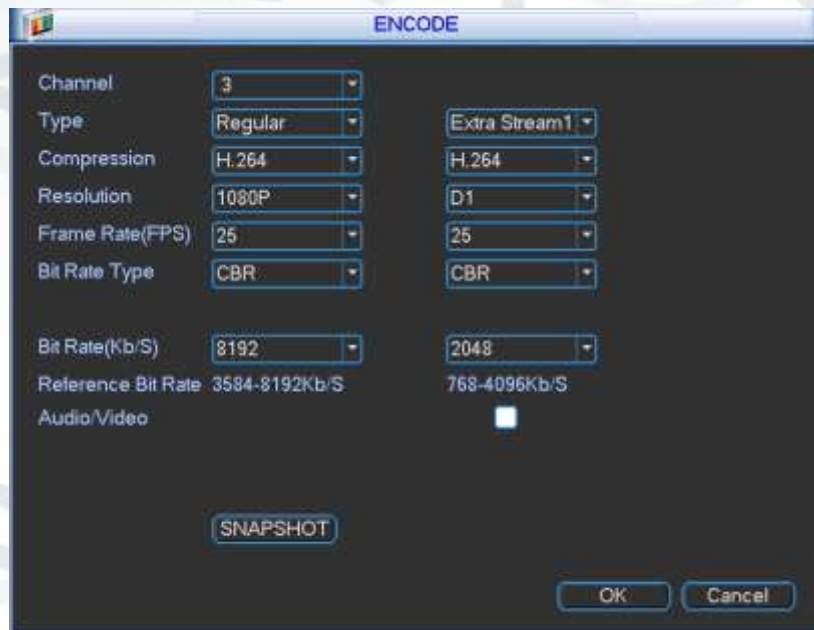 ENCODE
Channel 3
Type Regular Extra Stream1
Compression H.264 H.264
Resolution 1080P D1
Frame Rate(FPS) 25 25
Bit Rate Type CBR CBR
Bit Rate(Kb/S) 8192 2048
Reference Bit Rate 3584-8192Kb/S 768-4096Kb/S
Audio/Video
SNAPSHOT
OK Cancel